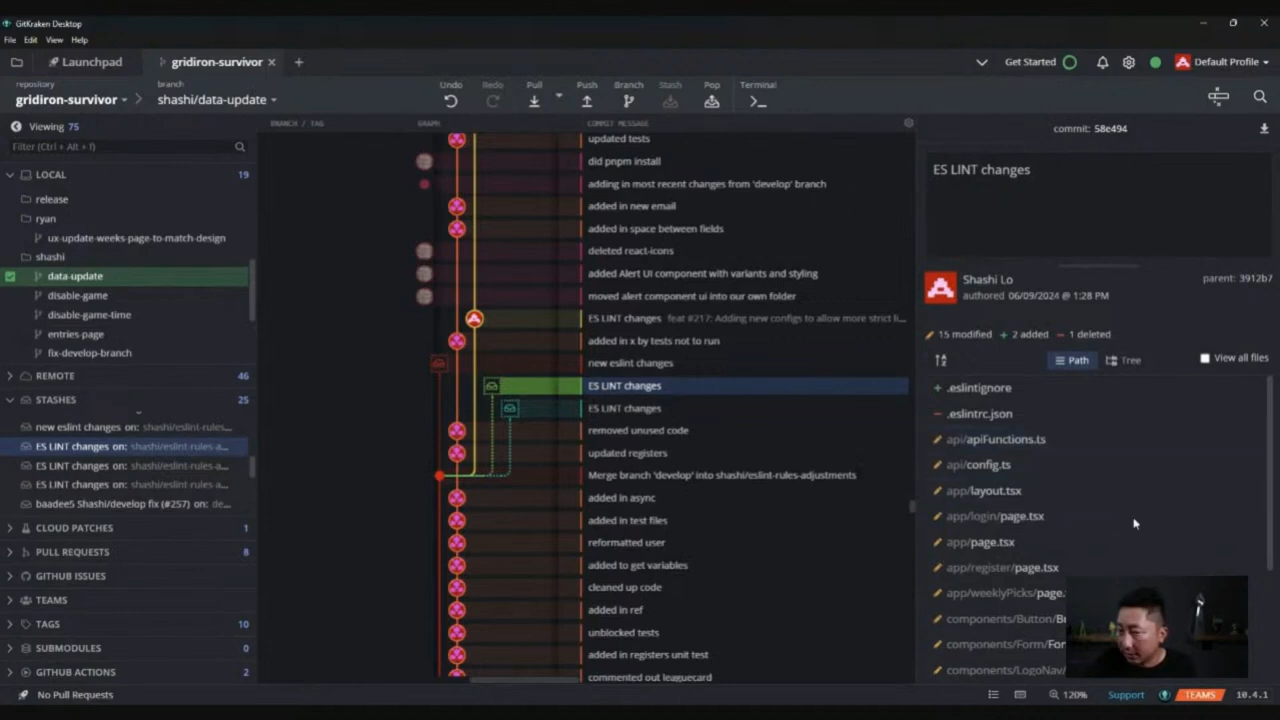 GitKraken Desktop
File Edit View Help
Launchpad
gridiron-survivor
Get Started
Default Profile
repository
gridiron-survivor
branch
shashi/data-update
Undo
Redo
Pull
Push
Branch
Stash
Pop
Terminal
Viewing 75
Filter (Ctrl + Alt + f)
LOCAL 19
release
ryan
ux-update-weeks-page-to-match-design
shashi
data-update
disable-game
disable-game-time
entries-page
fix-develop-branch
REMOTE 46
STASHES 25
new eslint changes on: shashi/eslint-rules...
ES LINT changes on: shashi/eslint-rules-a...
ES LINT changes on: shashi/eslint-rules-a...
ES LINT changes on: shashi/eslint-rules-a...
baadee5 Shashi/develop fix (#257) on: de...
CLOUD PATCHES 1
PULL REQUESTS 8
GITHUB ISSUES
TEAMS
TAGS 10
SUBMODULES 0
GITHUB ACTIONS 2
BRANCH / TAG
GRAPH
COMMIT MESSAGE
updated tests
did pnpm install
adding in most recent changes from 'develop' branch
added in new email
added in space between fields
deleted react-icons
added Alert UI component with variants and styling
moved alert component ui into our own folder
ES LINT changes feat #217: Adding new configs to allow more strict li...
added in x by tests not to run
new eslint changes
ES LINT changes
ES LINT changes
removed unused code
updated registers
Merge branch 'develop' into shashi/eslint-rules-adjustments
added in async
added in test files
reformatted user
added to get variables
cleaned up code
added in ref
unblocked tests
added in registers unit test
commented out leaguecard
commit: 58e494
ES LINT changes
Shashi Lo
authored 06/09/2024 @ 1:28 PM
parent: 3912b7
15 modified + 2 added − 1 deleted
Path
Tree
View all files
+ .eslintignore
− .eslintrc.json
api/apiFunctions.ts
api/config.ts
app/layout.tsx
app/login/page.tsx
app/page.tsx
app/register/page.tsx
app/weeklyPicks/page.
components/Button/Bu
components/Form/For
components/LogoNav/
No Pull Requests
120%
Support
TEAMS
10.4.1